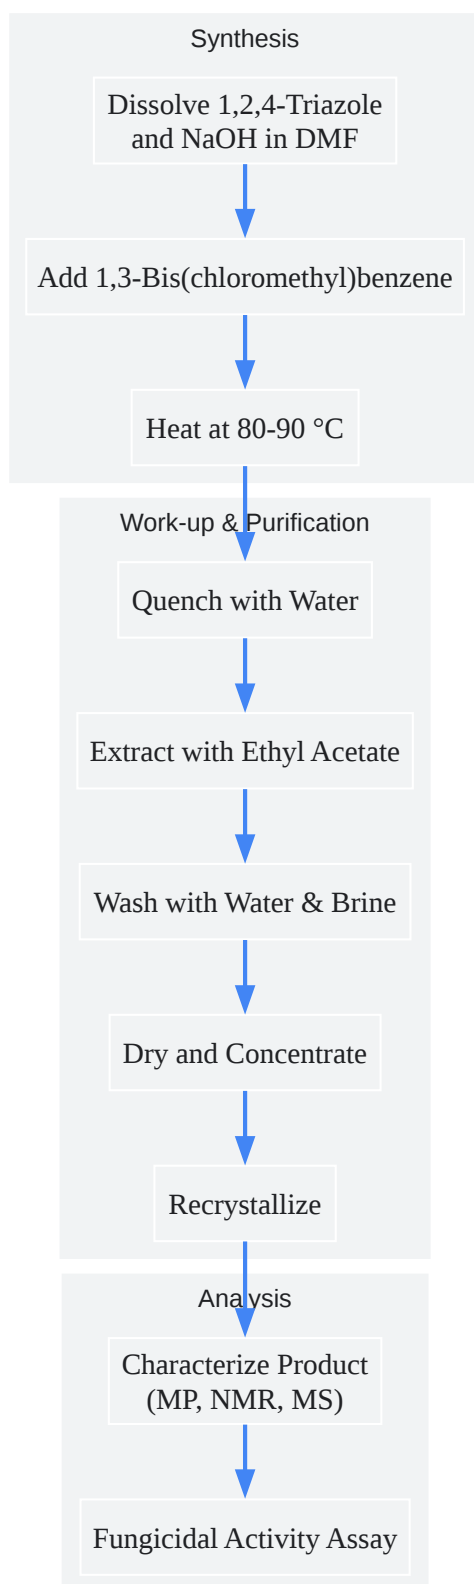 Synthesis
Dissolve 1,2,4-Triazole
and NaOH in DMF
Add 1,3-Bis(chloromethyl)benzene
Heat at 80-90 °C
Work-up & Purification
Quench with Water
Extract with Ethyl Acetate
Wash with Water & Brine
Dry and Concentrate
Recrystallize
Analysis
Characterize Product
(MP, NMR, MS)
Fungicidal Activity Assay